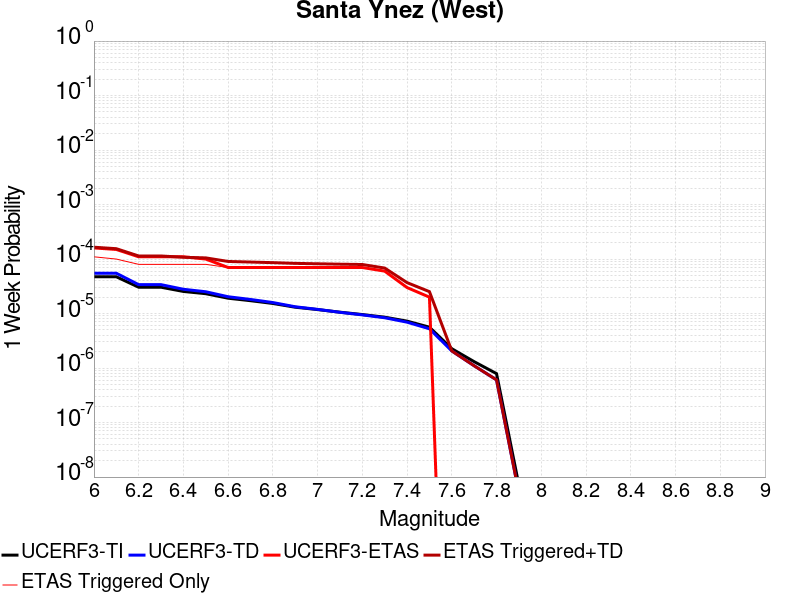 Santa Ynez (West)
10^0
10^-1
10^-2
10^-3
10^-4
10^-5
10^-6
10^-7
10^-8
1 Week Probability
6 6.2 6.4 6.6 6.8 7 7.2 7.4 7.6 7.8 8 8.2 8.4 8.6 8.8 9
Magnitude
UCERF3-TI UCERF3-TD UCERF3-ETAS ETAS Triggered+TD
ETAS Triggered Only